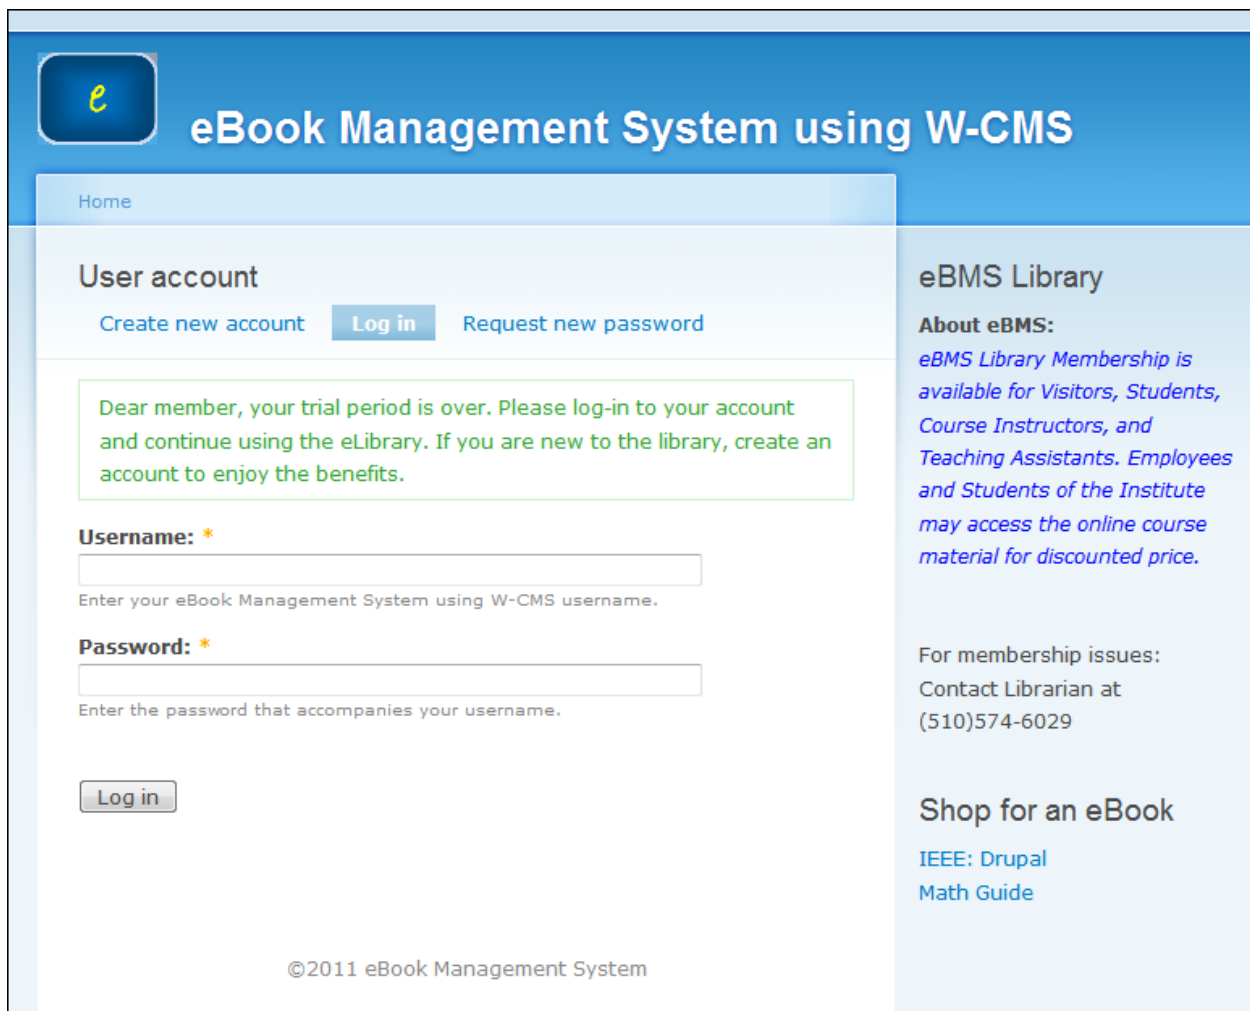 e
eBook Management System using W-CMS
Home
User account
Create new account Log in Request new password
Dear member, your trial period is over. Please log-in to your account
and continue using the eLibrary. If you are new to the library, create an
account to enjoy the benefits.
Username: *
Enter your eBook Management System using W-CMS username.
Password: *
Enter the password that accompanies your username.
Log in
©2011 eBook Management System
eBMS Library
About eBMS:
eBMS Library Membership is
available for Visitors, Students,
Course Instructors, and
Teaching Assistants. Employees
and Students of the Institute
may access the online course
material for discounted price.
For membership issues:
Contact Librarian at
(510)574-6029
Shop for an eBook
IEEE: Drupal
Math Guide